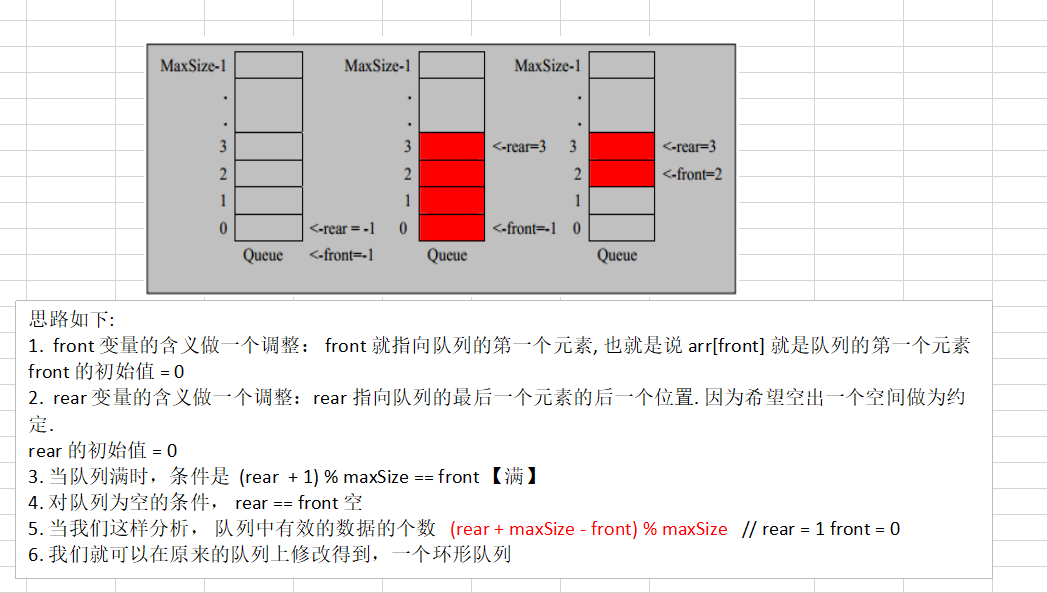 MaxSize-1 MaxSize-1 MaxSize-1
. . .
. . .
3 3 <-rear=3 3 <-rear=3
2 2 2 <-front=2
1 1 1
0 <-rear = -1 0 <-front=-1 0
Queue <-front=-1 Queue Queue
思路如下:
1. front 变量的含义做一个调整： front 就指向队列的第一个元素, 也就是说 arr[front] 就是队列的第一个元素
front 的初始值 = 0
2. rear 变量的含义做一个调整：rear 指向队列的最后一个元素的后一个位置. 因为希望空出一个空间做为约
定.
rear 的初始值 = 0
3. 当队列满时，条件是 (rear + 1) % maxSize == front 【满】
4. 对队列为空的条件， rear == front 空
5. 当我们这样分析， 队列中有效的数据的个数 (rear + maxSize - front) % maxSize // rear = 1 front = 0
6. 我们就可以在原来的队列上修改得到，一个环形队列